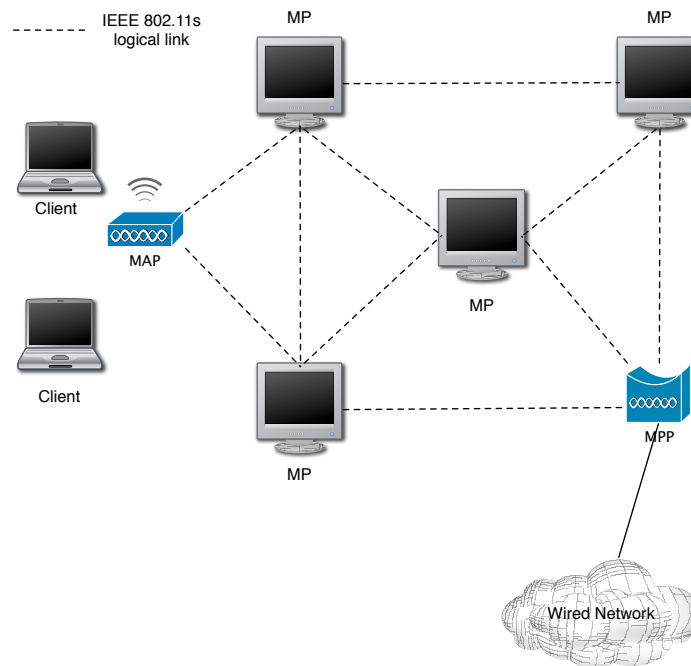 IEEE 802.11s
logical link
MP
MP
Client
MAP
MP
Client
MP
MPP
Wired Network